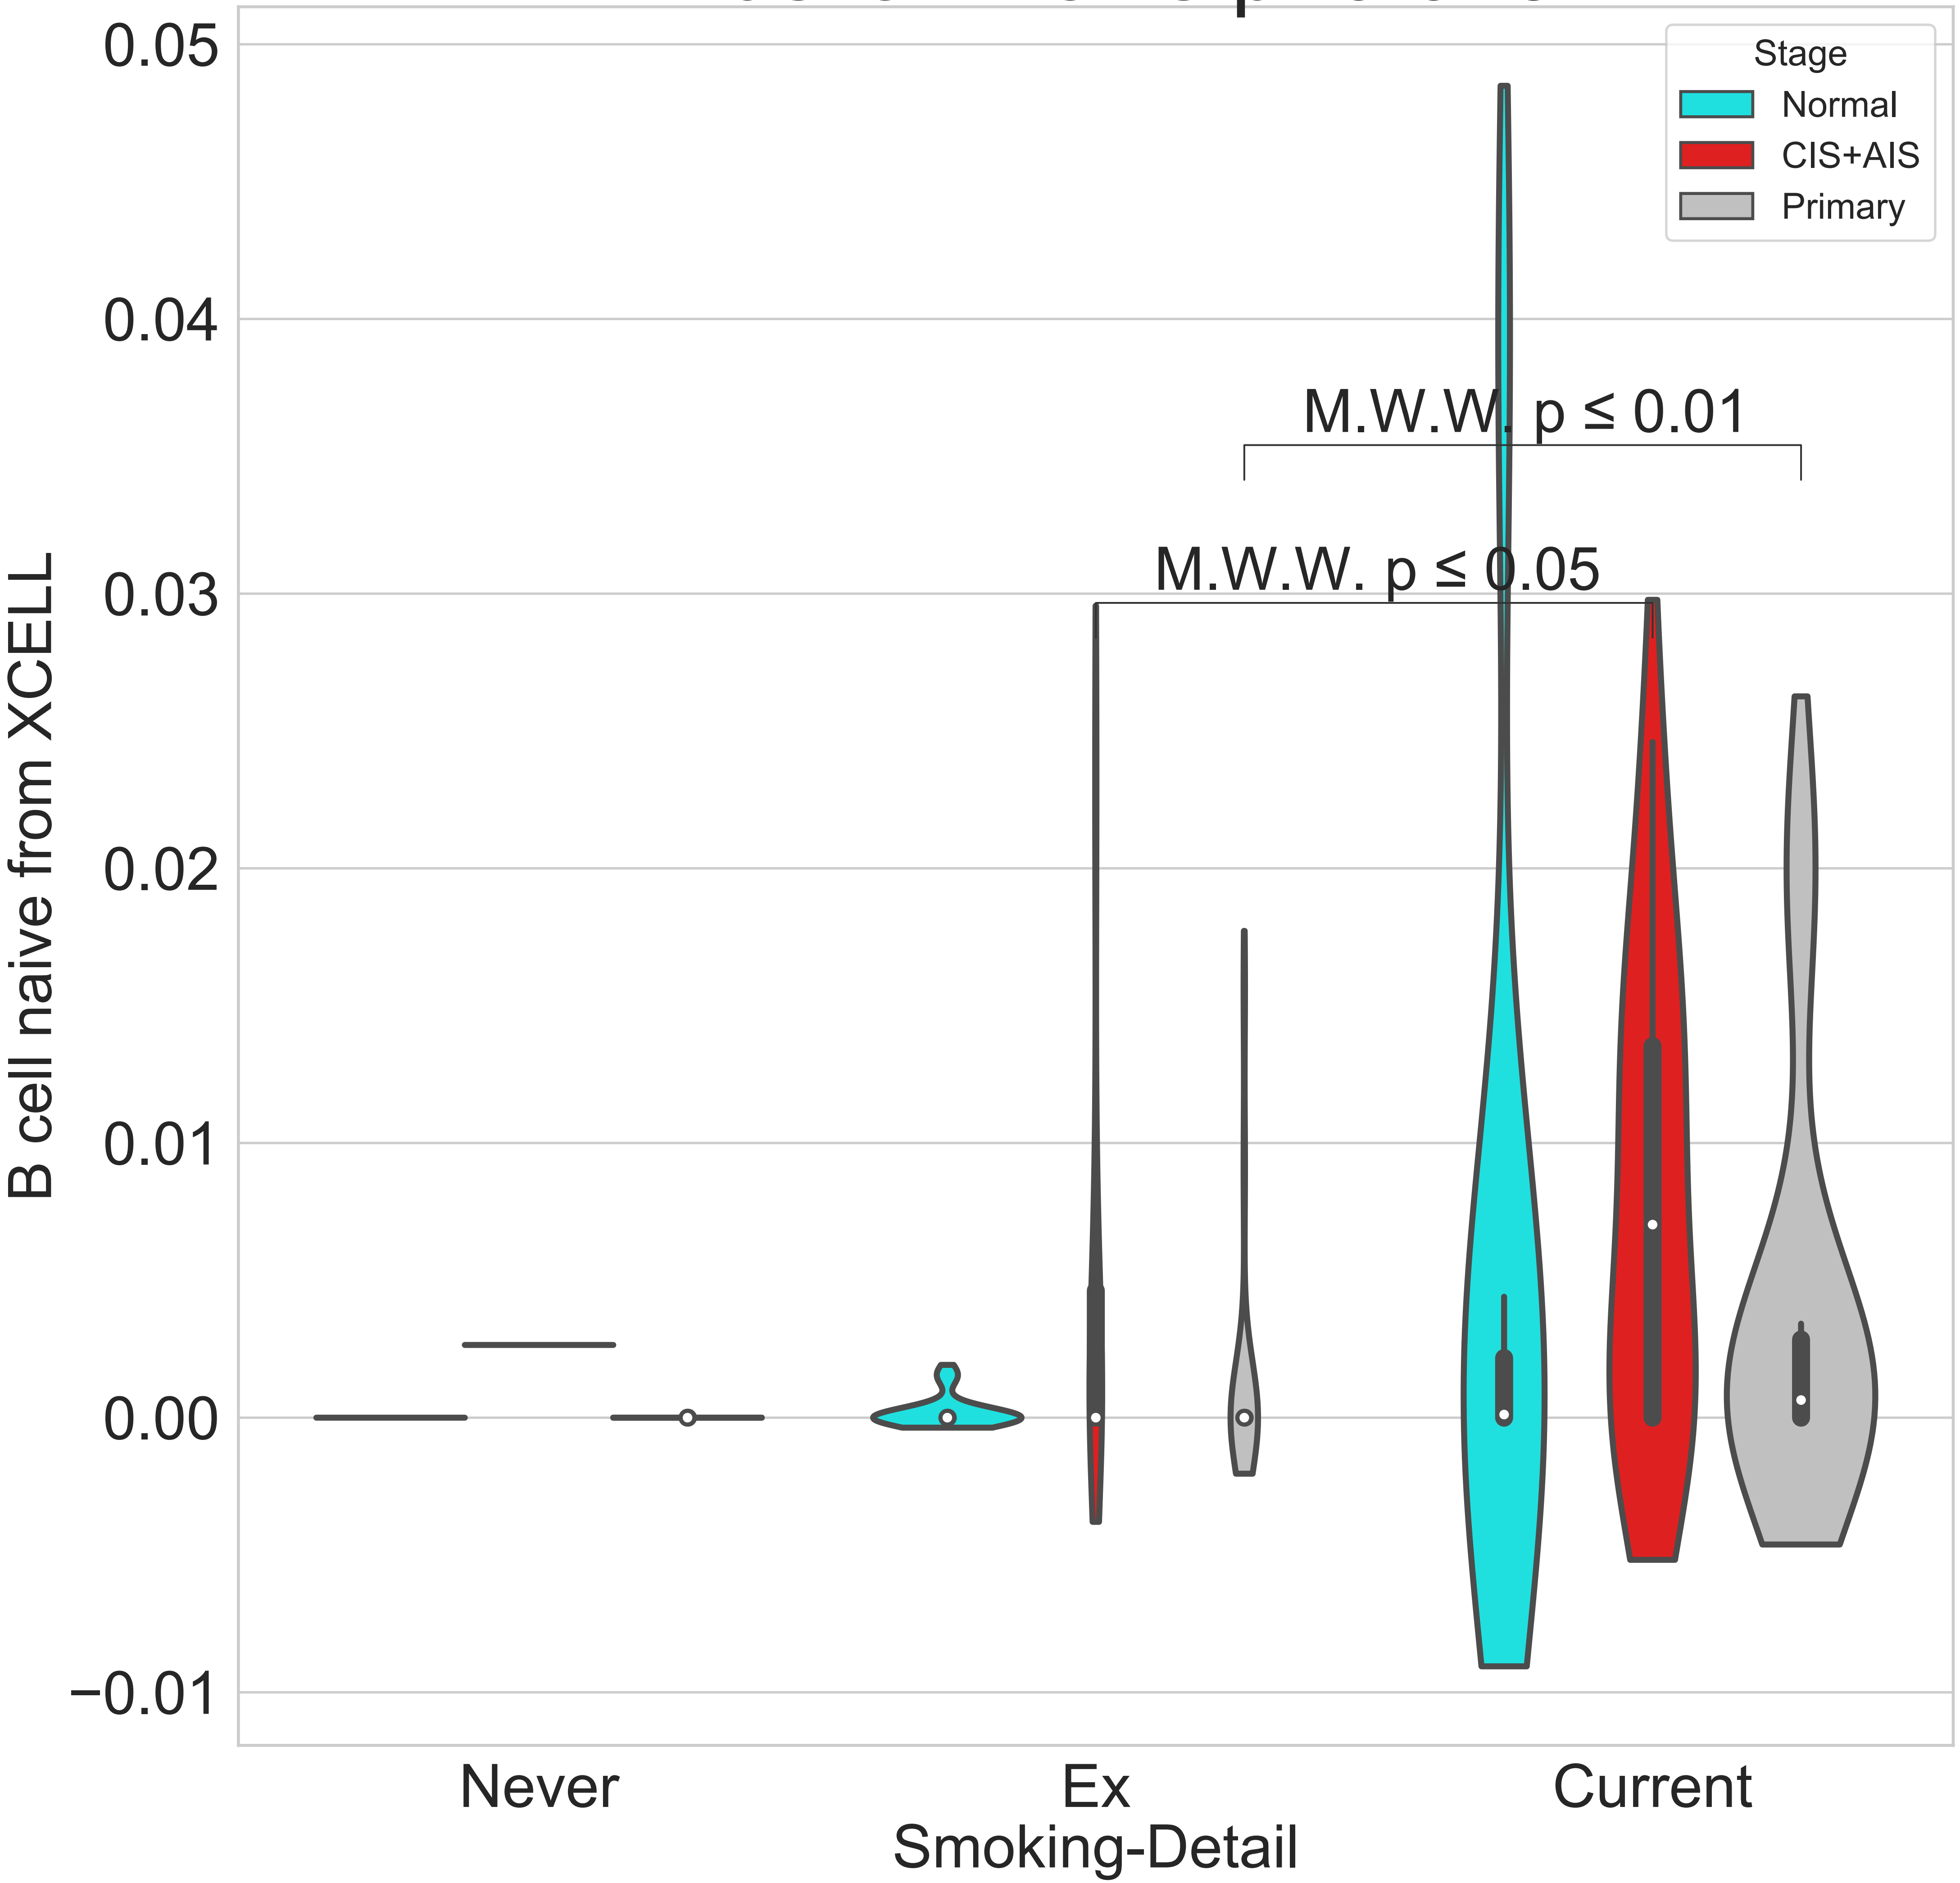 0.05
0.04
0.03
0.02
0.01
0.00
−0.01
B cell naive from XCELL
Stage
Normal
CIS+AIS
Primary
M.W.W. p ≤ 0.01
M.W.W. p ≤ 0.05
Never
Ex
Current
Smoking-Detail